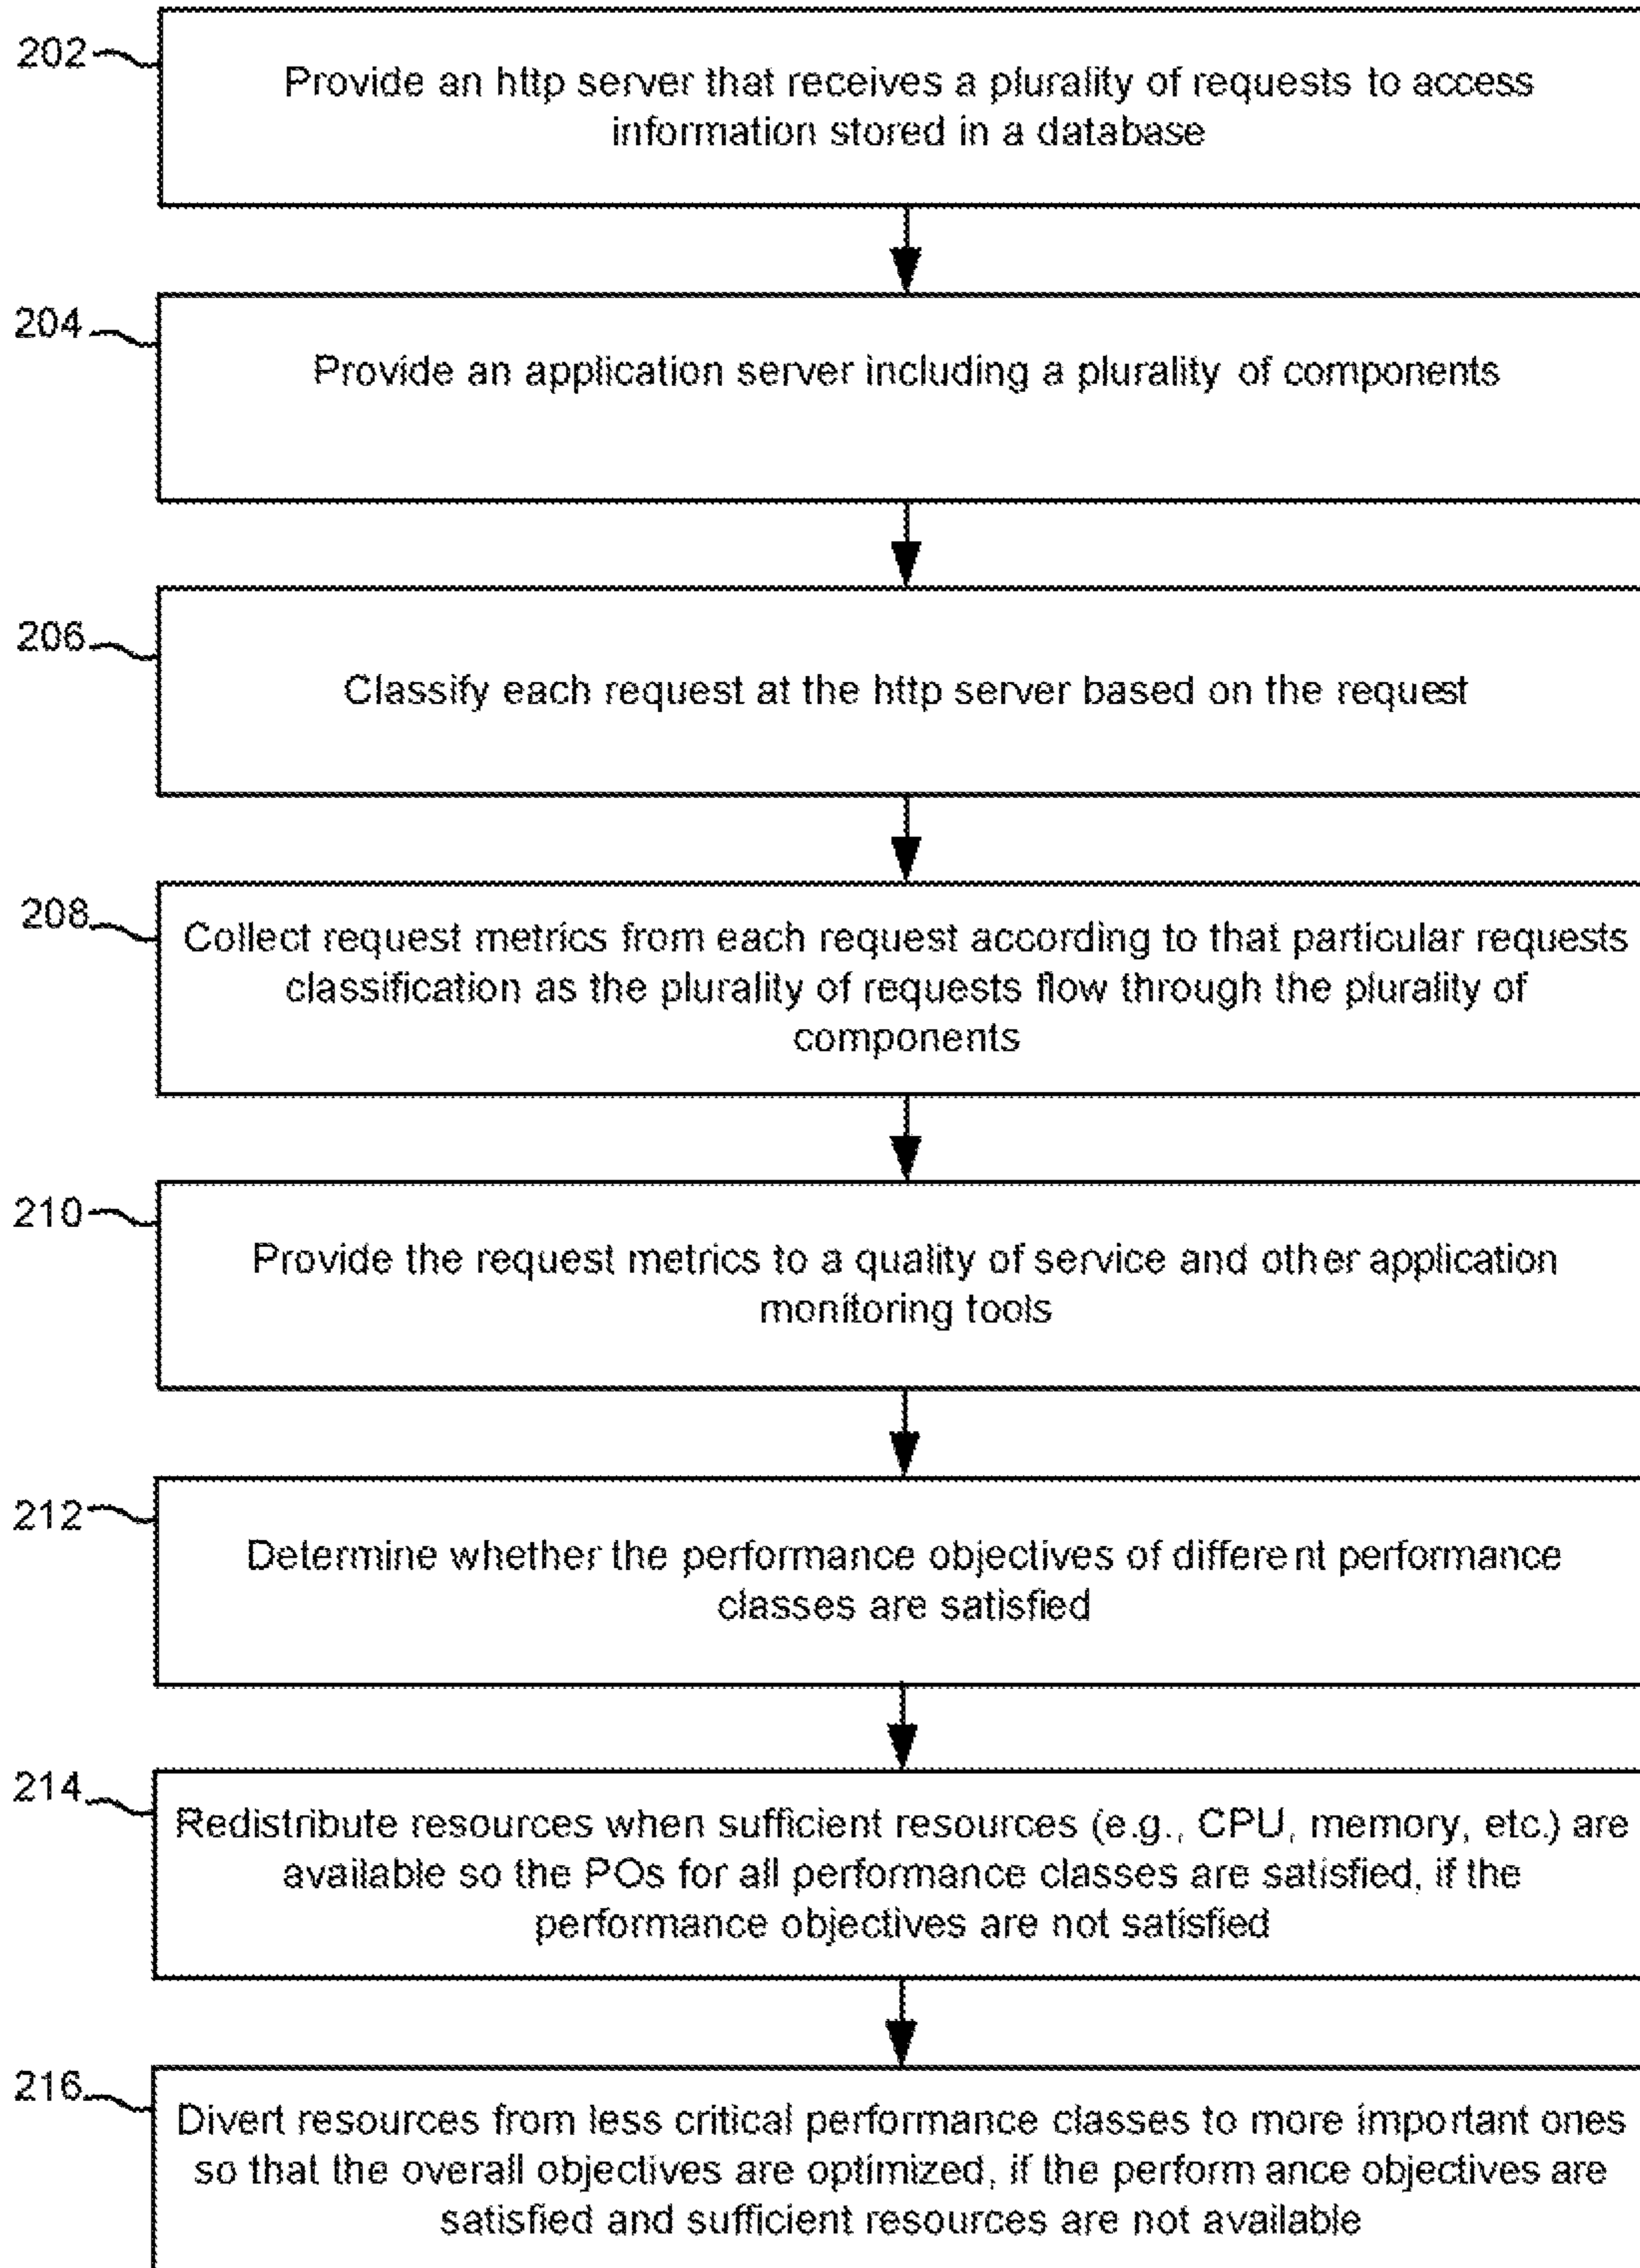 202
Provide an http server that receives a plurality of requests to access
information stored in a database
204
Provide an application server including a plurality of components
206
Classify each request at the http server based on the request
208
Collect request metrics from each request according to that particular requests
classification as the plurality of requests flow through the plurality of
components
210
Provide the request metrics to a quality of service and other application
monitoring tools
212
Determine whether the performance objectives of different performance
classes are satisfied
214
Redistribute resources when sufficient resources (e.g., CPU, memory, etc.) are
available so the POs for all performance classes are satisfied, if the
performance objectives are not satisfied
216
Divert resources from less critical performance classes to more important ones
so that the overall objectives are optimized, if the perform ance objectives are
satisfied and sufficient resources are not available